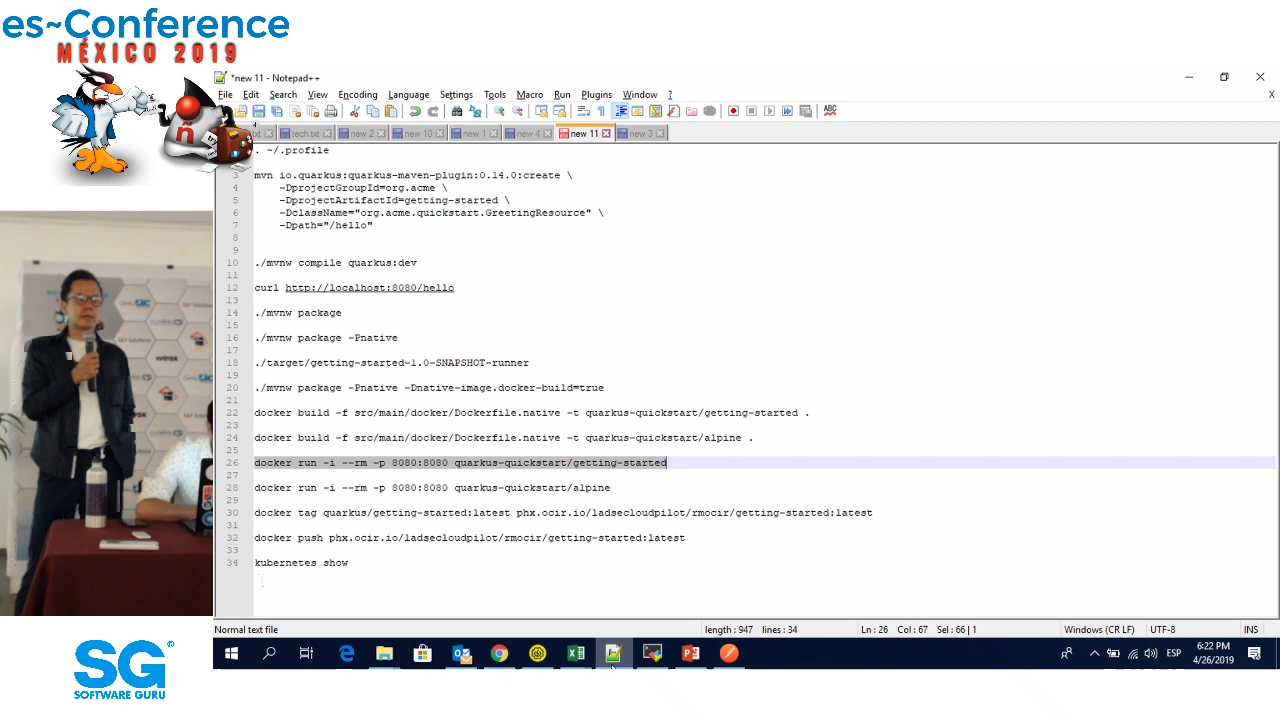 es~Conference
MÉXICO 2019
*new 11 - Notepad++
File Edit Search View Encoding Language Settings Tools Macro Run Plugins Window ? X
txt tech.txt new 2 new 10 new 1 new 4 new 11 new 3
. ~/.profile
3 mvn io.quarkus:quarkus-maven-plugin:0.14.0:create \
4 -DprojectGroupId=org.acme \
5 -DprojectArtifactId=getting-started \
6 -DclassName="org.acme.quickstart.GreetingResource" \
7 -Dpath="/hello"
8
9
10 ./mvnw compile quarkus:dev
11
12 curl http://localhost:8080/hello
13
14 ./mvnw package
15
16 ./mvnw package -Pnative
17
18 ./target/getting-started-1.0-SNAPSHOT-runner
19
20 ./mvnw package -Pnative -Dnative-image.docker-build=true
21
22 docker build -f src/main/docker/Dockerfile.native -t quarkus-quickstart/getting-started .
23
24 docker build -f src/main/docker/Dockerfile.native -t quarkus-quickstart/alpine .
25
26 docker run -i --rm -p 8080:8080 quarkus-quickstart/getting-started
27
28 docker run -i --rm -p 8080:8080 quarkus-quickstart/alpine
29
30 docker tag quarkus/getting-started:latest phx.ocir.io/ladsecloudpilot/rmocir/getting-started:latest
31
32 docker push phx.ocir.io/ladsecloudpilot/rmocir/getting-started:latest
33
34 kubernetes show
Normal text file length : 947 lines : 34 Ln : 26 Col : 67 Sel : 66 | 1 Windows (CR LF) UTF-8 INS
ESP
6:22 PM
4/26/2019
wesx
SG
SOFTWARE GURU